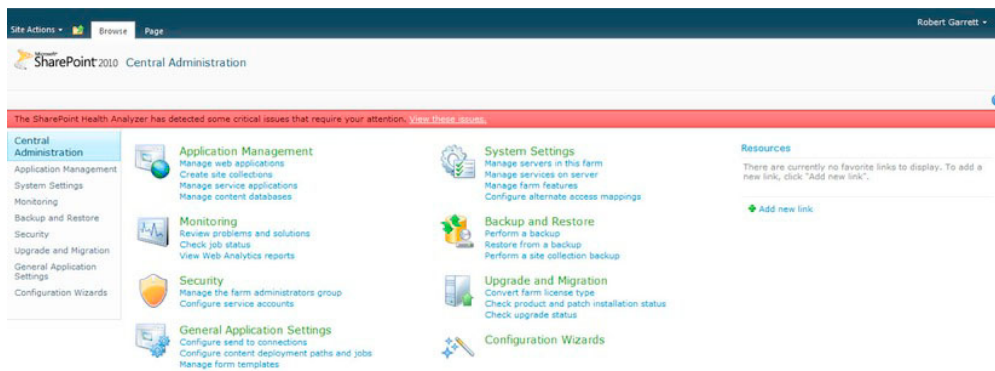 Site Actions
Browse
Page
Robert Garrett
Microsoft
SharePoint 2010 Central Administration
The SharePoint Health Analyzer has detected some critical issues that require your attention. View these issues.
Central
Administration
Application Management
System Settings
Monitoring
Backup and Restore
Security
Upgrade and Migration
General Application
Settings
Configuration Wizards
Application Management
Manage web applications
Create site collections
Manage service applications
Manage content databases
Monitoring
Review problems and solutions
Check job status
View Web Analytics reports
Security
Manage the farm administrators group
Configure service accounts
General Application Settings
Configure send to connections
Configure content deployment paths and jobs
Manage form templates
System Settings
Manage servers in this farm
Manage services on server
Manage farm features
Configure alternate access mappings
Backup and Restore
Perform a backup
Restore from a backup
Perform a site collection backup
Upgrade and Migration
Convert farm license type
Check product and patch installation status
Check upgrade status
Configuration Wizards
Resources
There are currently no favorite links to display. To add a
new link, click "Add new link".
Add new link